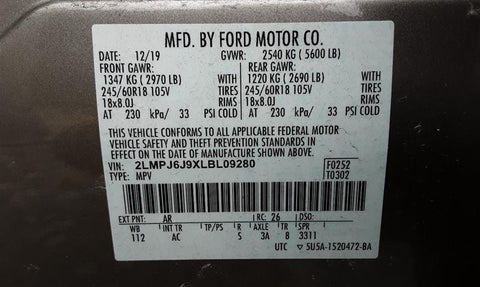 MFD. BY FORD MOTOR CO.
DATE: 12/19 GVWR: 2540 KG ( 5600 LB)
FRONT GAWR: REAR GAWR:
1347 KG ( 2970 LB) WITH 1220 KG ( 2690 LB) WITH
245/60R18 105V TIRES 245/60R18 105V TIRES
18x8.0J RIMS 18x8.0J RIMS
AT 230 kPa/ 33 PSI COLD AT 230 kPa/ 33 PSI COLD
THIS VEHICLE CONFORMS TO ALL APPLICABLE FEDERAL MOTOR
VEHICLE SAFETY AND THEFT PREVENTION STANDARDS IN
EFFECT ON THE DATE OF MANUFACTURE SHOWN ABOVE.
VIN: 2LMPJ6J9XLBL09280 F0252
TYPE: MPV T0302
EXT PNT: AR RC: 26 DSO:
WB INT TR TP/PS R AXLE TR SPR
112 AC S 3A 8 3311
UTC ▽5U5A-1520472-BA